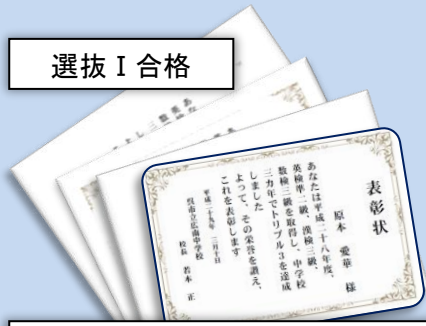 選抜Ⅰ合格
表彰状
原本 愛華 様
あなたは平成二十八年度、
英検準二級、漢検三級、
数検三級を取得し、中学校
三カ年でトリプル3を達成
しました
よって、その栄誉を讃え、
これを表彰します
平成二十九年 三月十日
呉市立広南中学校
校長 若本 正